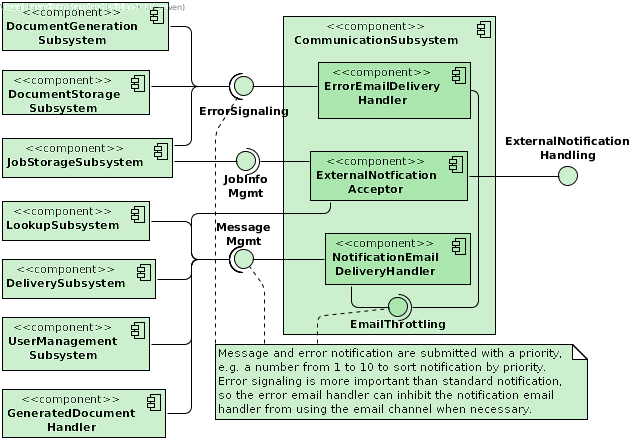 <<component>>
DocumentGeneration
Subsystem
<<component>>
DocumentStorage
Subsystem
<<component>>
JobStorageSubsystem
<<component>>
LookupSubsystem
<<component>>
DeliverySubsystem
<<component>>
UserManagement
Subsystem
<<component>>
GeneratedDocument
Handler
ErrorSignaling
JobInfo
Mgmt
Message
Mgmt
<<component>>
CommunicationSubsystem
<<component>>
ErrorEmailDelivery
Handler
<<component>>
ExternalNotfication
Acceptor
<<component>>
NotificationEmail
DeliveryHandler
EmailThrottling
ExternalNotification
Handling
Message and error notification are submitted with a priority,
e.g. a number from 1 to 10 to sort notification by priority.
Error signaling is more important than standard notification,
so the error email handler can inhibit the notification email
handler from using the email channel when necessary.